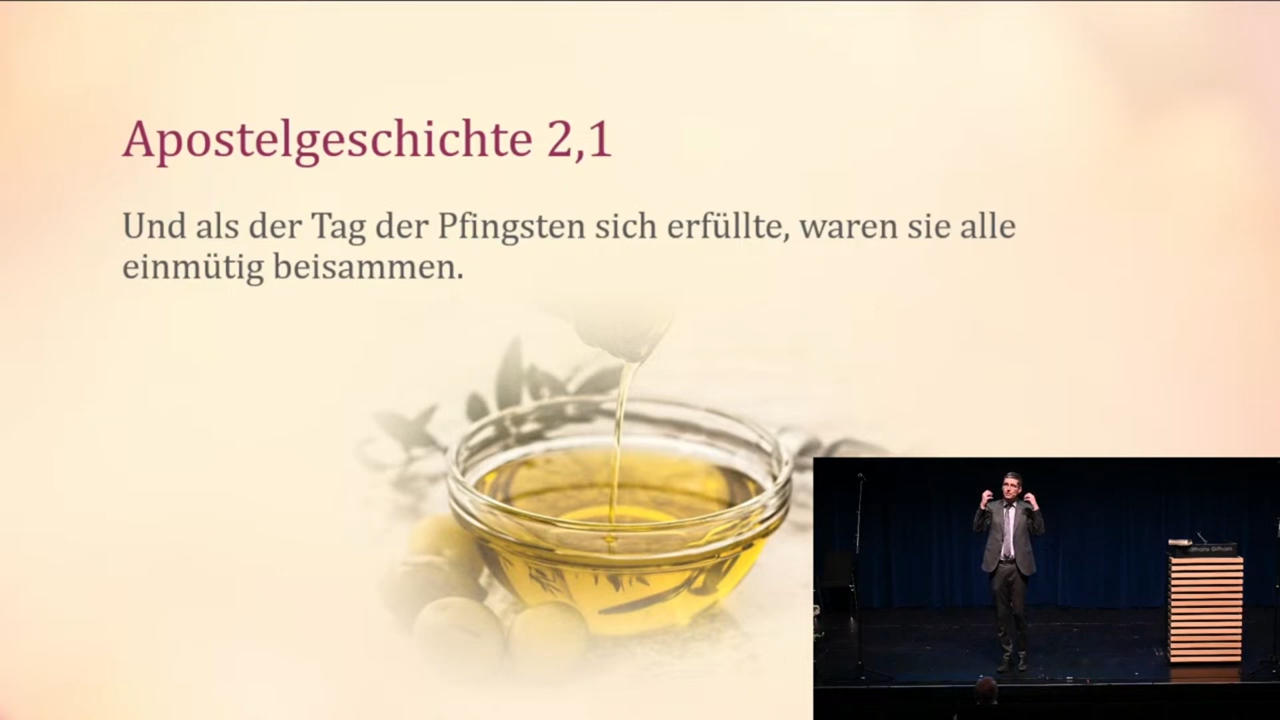 Apostelgeschichte 2,1
Und als der Tag der Pfingsten sich erfüllte, waren sie alle
einmütig beisammen.